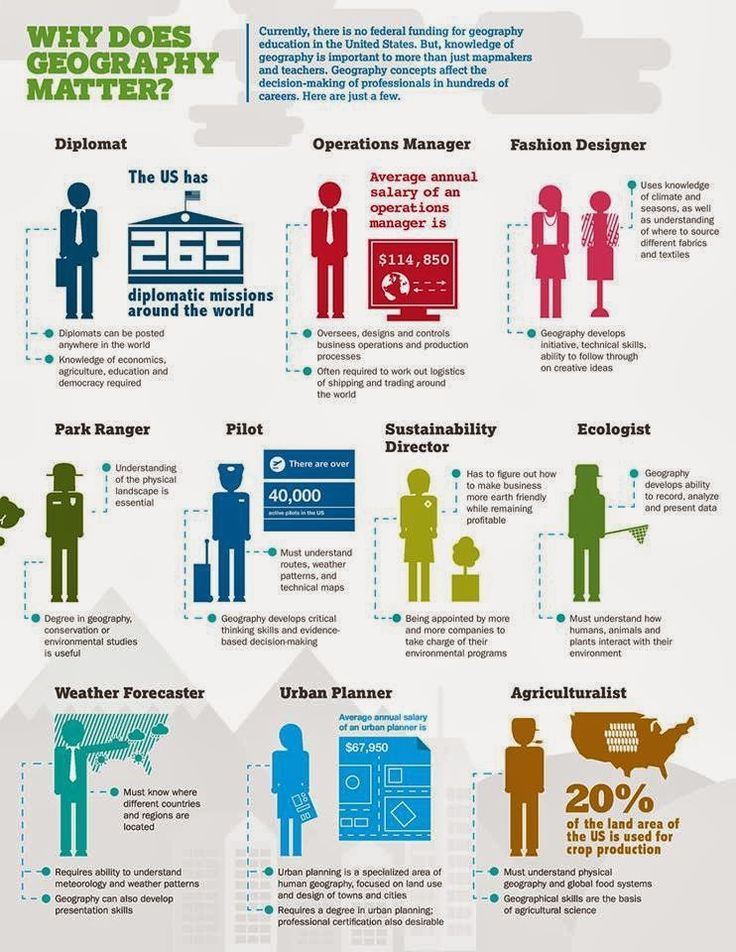 WHY DOES
GEOGRAPHY
MATTER?
Currently, there is no federal funding for geography
education in the United States. But, knowledge of
geography is important to more than just mapmakers
and teachers. Geography concepts affect the
decision-making of professionals in hundreds of
careers. Here are just a few.
Diplomat
The US has
265
diplomatic missions
around the world
Diplomats can be posted
anywhere in the world
Knowledge of economics,
agriculture, education and
democracy required
Operations Manager
Average annual
salary of an
operations
manager is
$114,850
Oversees, designs and controls
business operations and production
processes
Often required to work out logistics
of shipping and trading around
the world
Fashion Designer
Uses knowledge
of climate and
seasons, as well
as understanding
of where to source
different fabrics
and textiles
Geography develops
initiative, technical skills,
ability to follow through
on creative ideas
Park Ranger
Understanding
of the physical
landscape is
essential
Degree in geography,
conservation or
environmental studies
is useful
Pilot
There are over
40,000
active pilots in the US
Must understand
routes, weather
patterns, and
technical maps
Geography develops critical
thinking skills and evidence-
based decision-making
Sustainability
Director
Has to figure out how
to make business
more earth friendly
while remaining
profitable
Being appointed by more
and more companies to
take charge of their
environmental programs
Ecologist
Geography
develops ability
to record, analyze
and present data
Must understand how
humans, animals and
plants interact with their
environment
Weather Forecaster
Must know where
different countries
and regions are
located
Requires ability to understand
meteorology and weather patterns
Geography can also develop
presentation skills
Urban Planner
Average annual salary
of an urban planner is
$67,950
Urban planning is a specialized area of
human geography, focused on land use
and design of towns and cities
Requires a degree in urban planning;
professional certification also desirable
Agriculturalist
20%
of the land area of
the US is used for
crop production
Must understand physical
geography and global food systems
Geographical skills are the basis
of agricultural science